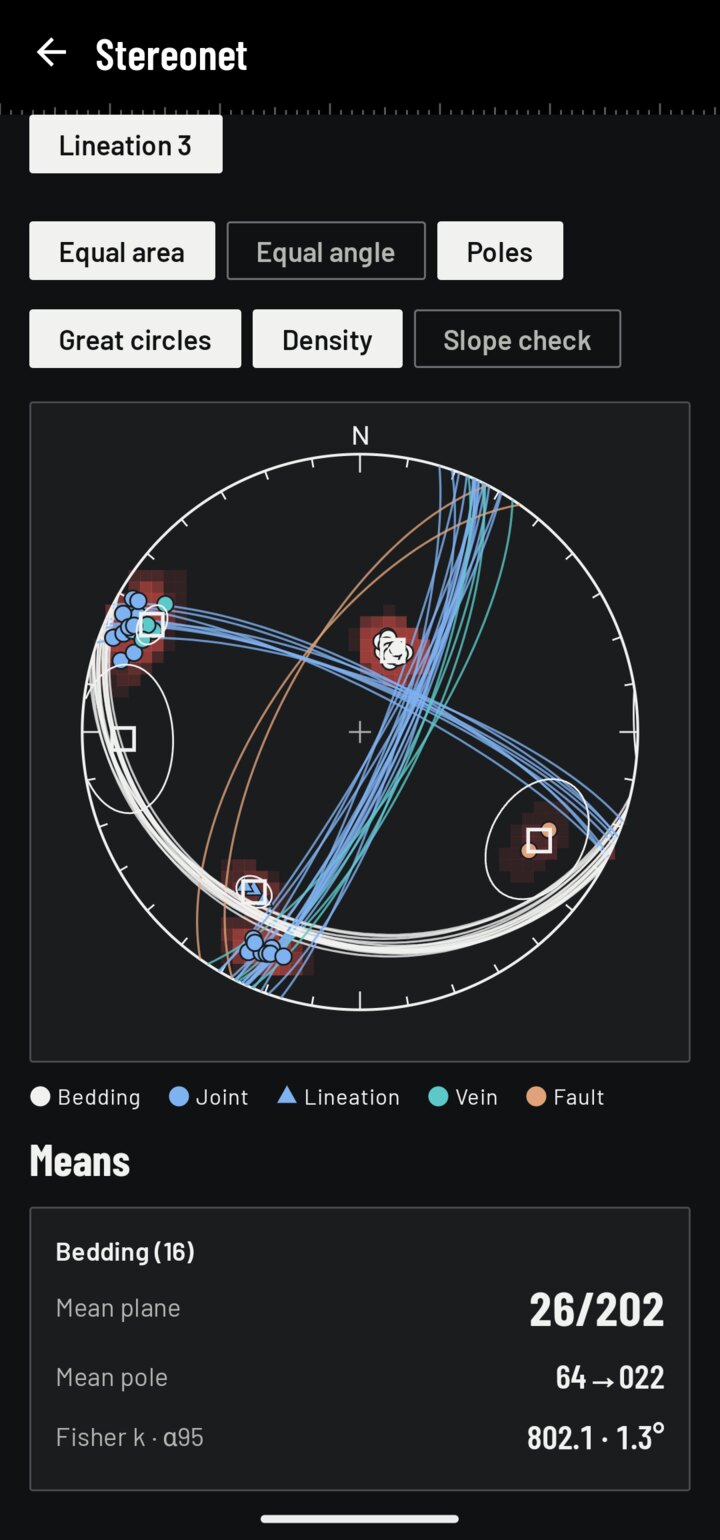 Stereonet
Lineation 3
Equal area
Equal angle
Poles
Great circles
Density
Slope check
N
Bedding
Joint
Lineation
Vein
Fault
Means
Bedding (16)
Mean plane
26/202
Mean pole
64→022
Fisher k · α95
802.1 · 1.3°